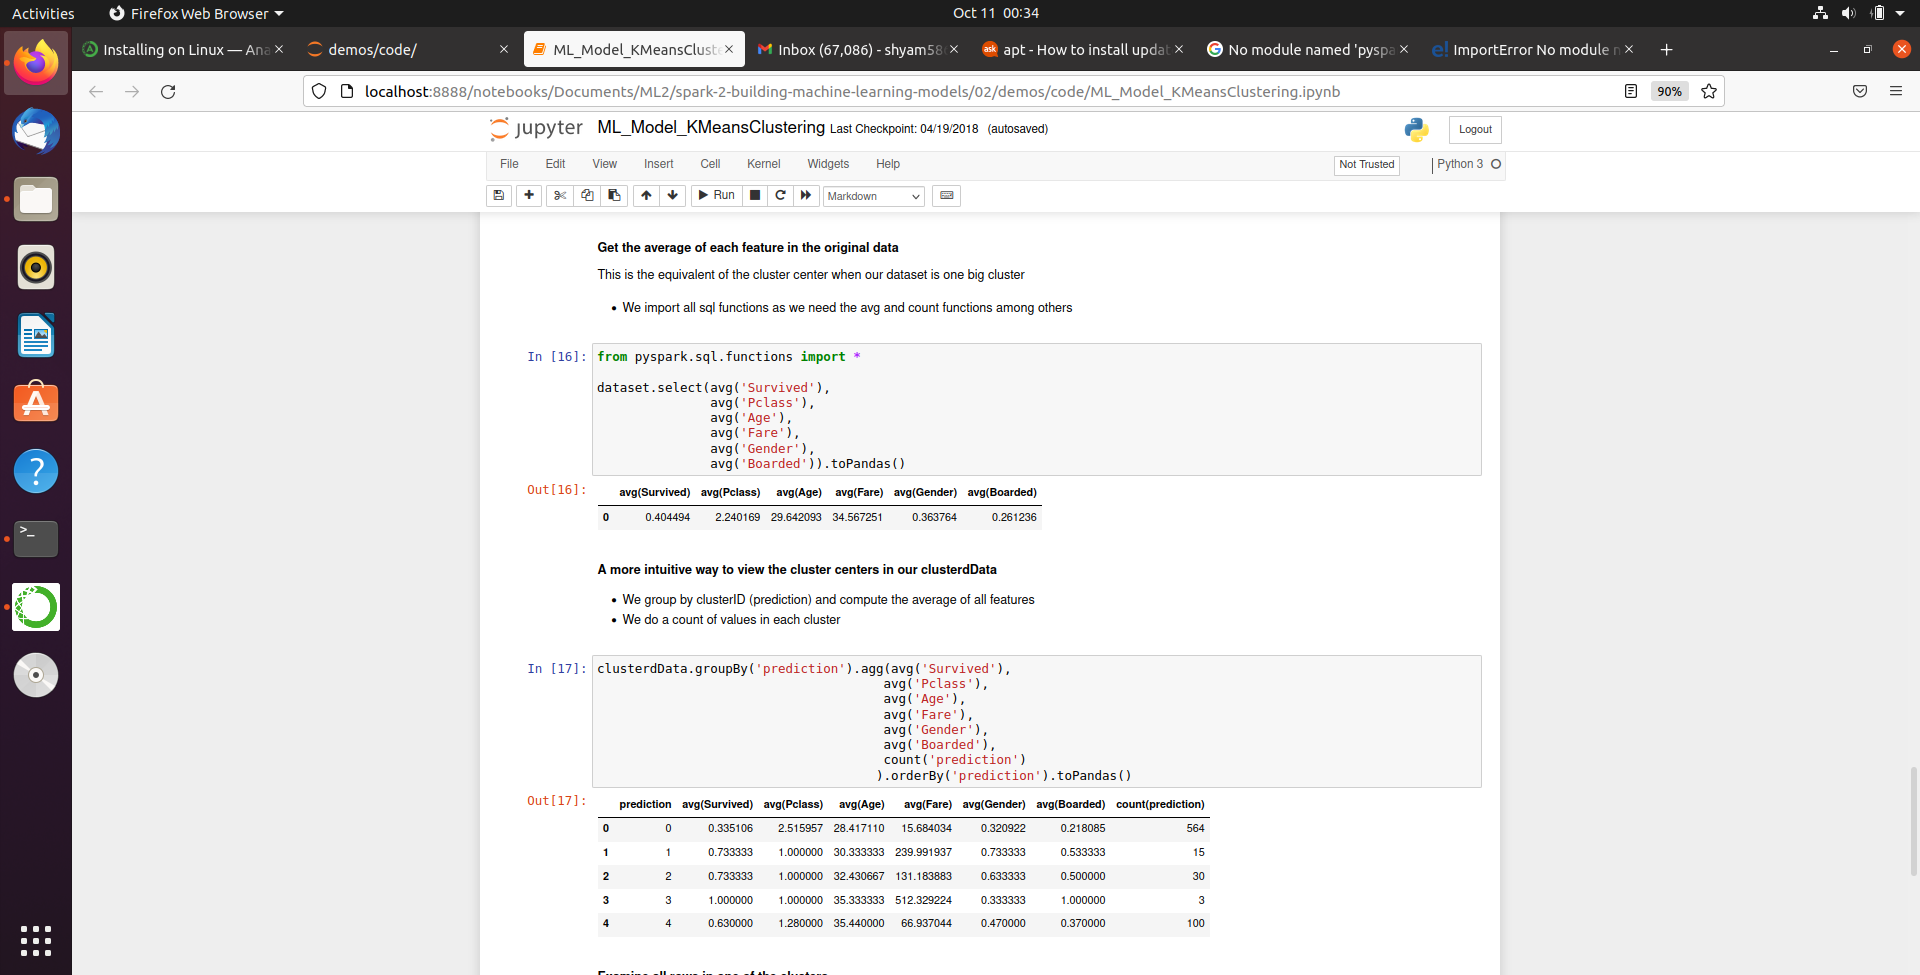 Activities Firefox Web Browser Oct 11 00:34
Installing on Linux — Ana demos/code/ ML_Model_KMeansCluste Inbox (67,086) - shyam58 apt - How to install updat No module named 'pyspa ImportError No module n
localhost:8888/notebooks/Documents/ML2/spark-2-building-machine-learning-models/02/demos/code/ML_Model_KMeansClustering.ipynb 90%
jupyter ML_Model_KMeansClustering Last Checkpoint: 04/19/2018 (autosaved) Logout
File Edit View Insert Cell Kernel Widgets Help Not Trusted Python 3
Run Markdown
Get the average of each feature in the original data
This is the equivalent of the cluster center when our dataset is one big cluster
• We import all sql functions as we need the avg and count functions among others
In [16]: from pyspark.sql.functions import *
dataset.select(avg('Survived'),
avg('Pclass'),
avg('Age'),
avg('Fare'),
avg('Gender'),
avg('Boarded')).toPandas()
Out[16]:
avg(Survived) avg(Pclass) avg(Age) avg(Fare) avg(Gender) avg(Boarded)
0 0.404494 2.240169 29.642093 34.567251 0.363764 0.261236
A more intuitive way to view the cluster centers in our clusterdData
• We group by clusterID (prediction) and compute the average of all features
• We do a count of values in each cluster
In [17]: clusterdData.groupBy('prediction').agg(avg('Survived'),
avg('Pclass'),
avg('Age'),
avg('Fare'),
avg('Gender'),
avg('Boarded'),
count('prediction')
).orderBy('prediction').toPandas()
Out[17]:
prediction avg(Survived) avg(Pclass) avg(Age) avg(Fare) avg(Gender) avg(Boarded) count(prediction)
0 0 0.335106 2.515957 28.417110 15.684034 0.320922 0.218085 564
1 1 0.733333 1.000000 30.333333 239.991937 0.733333 0.533333 15
2 2 0.733333 1.000000 32.430667 131.183883 0.633333 0.500000 30
3 3 1.000000 1.000000 35.333333 512.329224 0.333333 1.000000 3
4 4 0.630000 1.280000 35.440000 66.937044 0.470000 0.370000 100
Examine all rows in one of the clusters